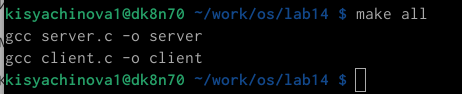 kisyachinova1@dk8n70 ~/work/os/lab14 $ make all
gcc server.c -o server
gcc client.c -o client
kisyachinova1@dk8n70 ~/work/os/lab14 $